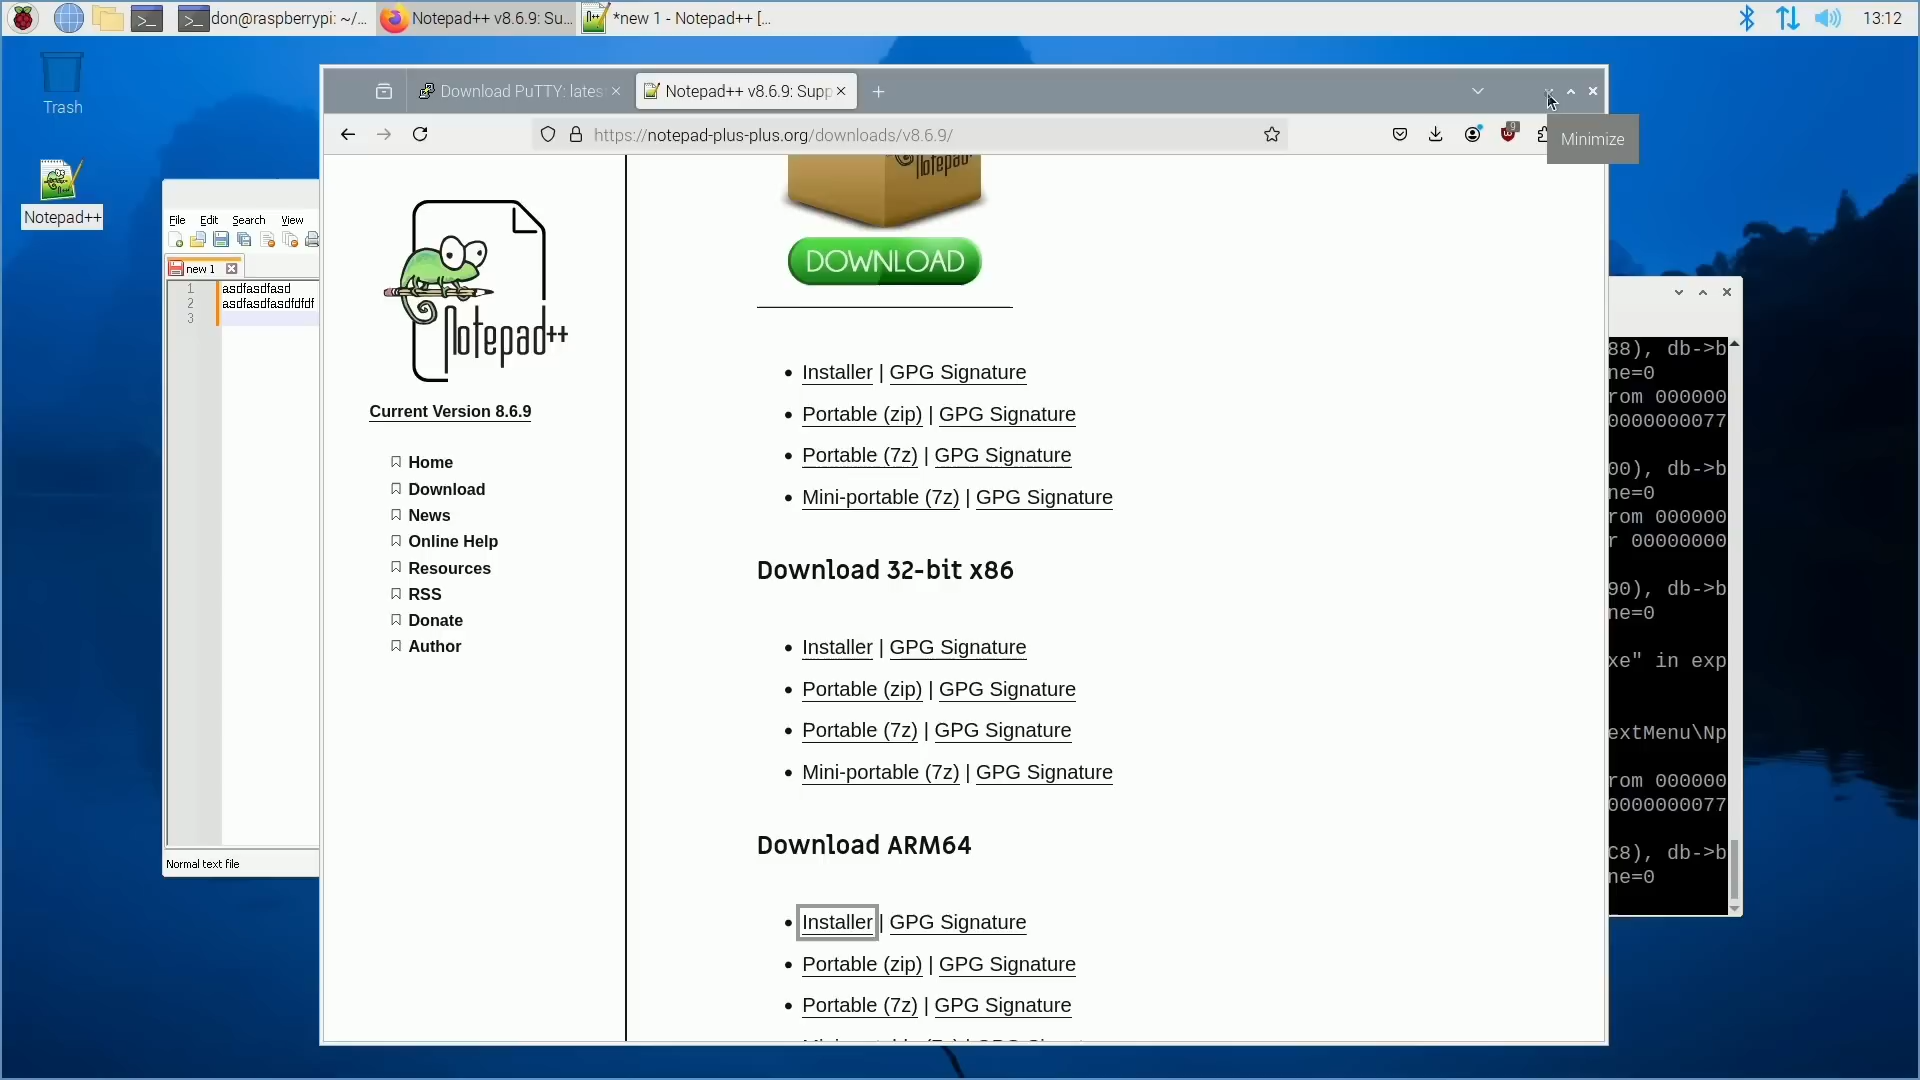 don@raspberrypi: ~/...
Notepad++ v8.6.9: Su...
*new 1 - Notepad++ [...
13:12
Trash
Notepad++
Download PuTTY: lates
Notepad++ v8.6.9: Supp
https://notepad-plus-plus.org/downloads/v8.6.9/
9
Minimize
File Edit Search View
new 1
1 asdfasdfasd
2 asdfasdfasdfdfdf
3
Normal text file
Notepad++
Current Version 8.6.9
Home
Download
News
Online Help
Resources
RSS
Donate
Author
Notepad++
DOWNLOAD
Installer | GPG Signature
Portable (zip) | GPG Signature
Portable (7z) | GPG Signature
Mini-portable (7z) | GPG Signature
Download 32-bit x86
Installer | GPG Signature
Portable (zip) | GPG Signature
Portable (7z) | GPG Signature
Mini-portable (7z) | GPG Signature
Download ARM64
Installer | GPG Signature
Portable (zip) | GPG Signature
Portable (7z) | GPG Signature
88), db->b
ne=0
rom 000000
0000000077
00), db->b
ne=0
rom 000000
r 00000000
90), db->b
ne=0
xe" in exp
extMenu\Np
rom 000000
0000000077
C8), db->b
ne=0